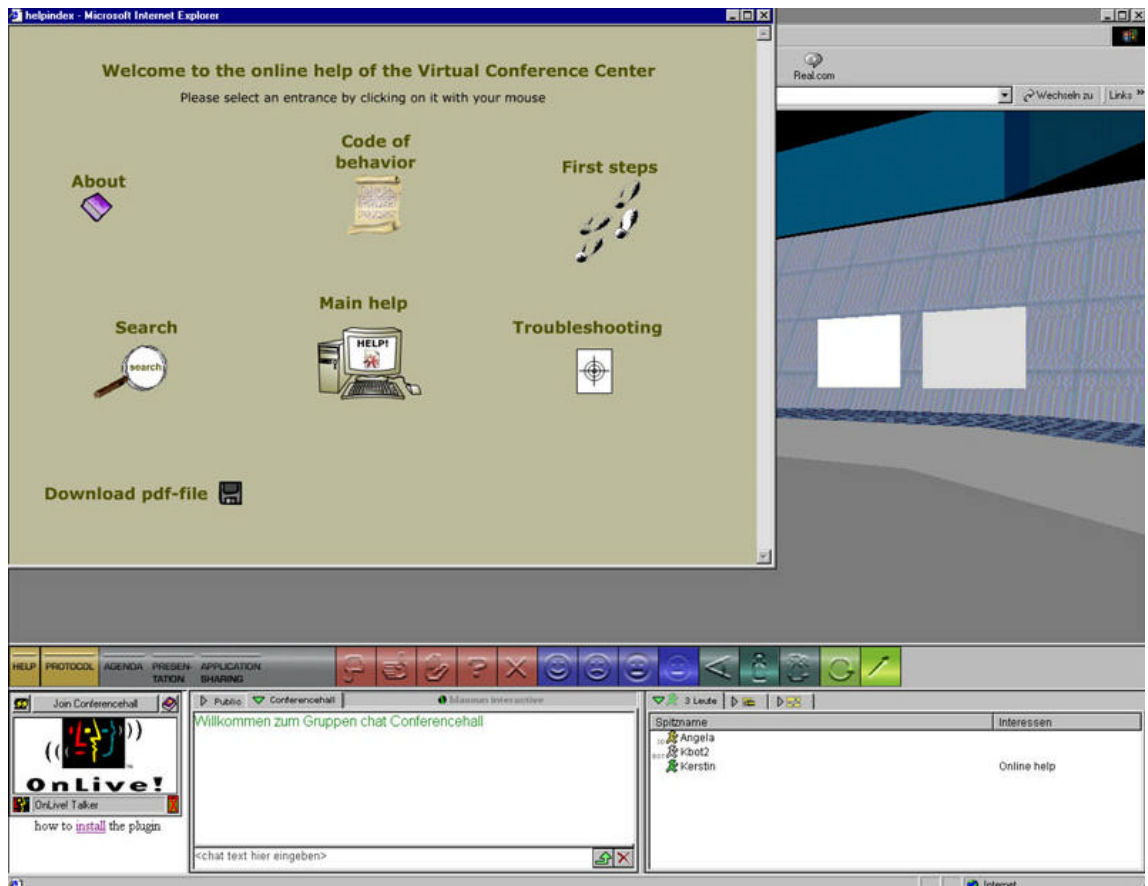 helpindex - Microsoft Internet Explorer
Welcome to the online help of the Virtual Conference Center
Please select an entrance by clicking on it with your mouse
About
Code of
behavior
First steps
Search
search
Main help
HELP!
Troubleshooting
Download pdf-file
Real.com
Wechseln zu
Links »
HELP
PROTOCOL
AGENDA
PRESEN-
TATION
APPLICATION
SHARING
Join Conferencehall
OnLive!
OnLive! Talker
how to install the plugin
Public
Conferencehall
blaxxun interactive
Willkommen zum Gruppen chat Conferencehall
<chat text hier eingeben>
3 Leute
Spitzname
Interessen
Angela
Kbot2
Kerstin
Online help
Internet